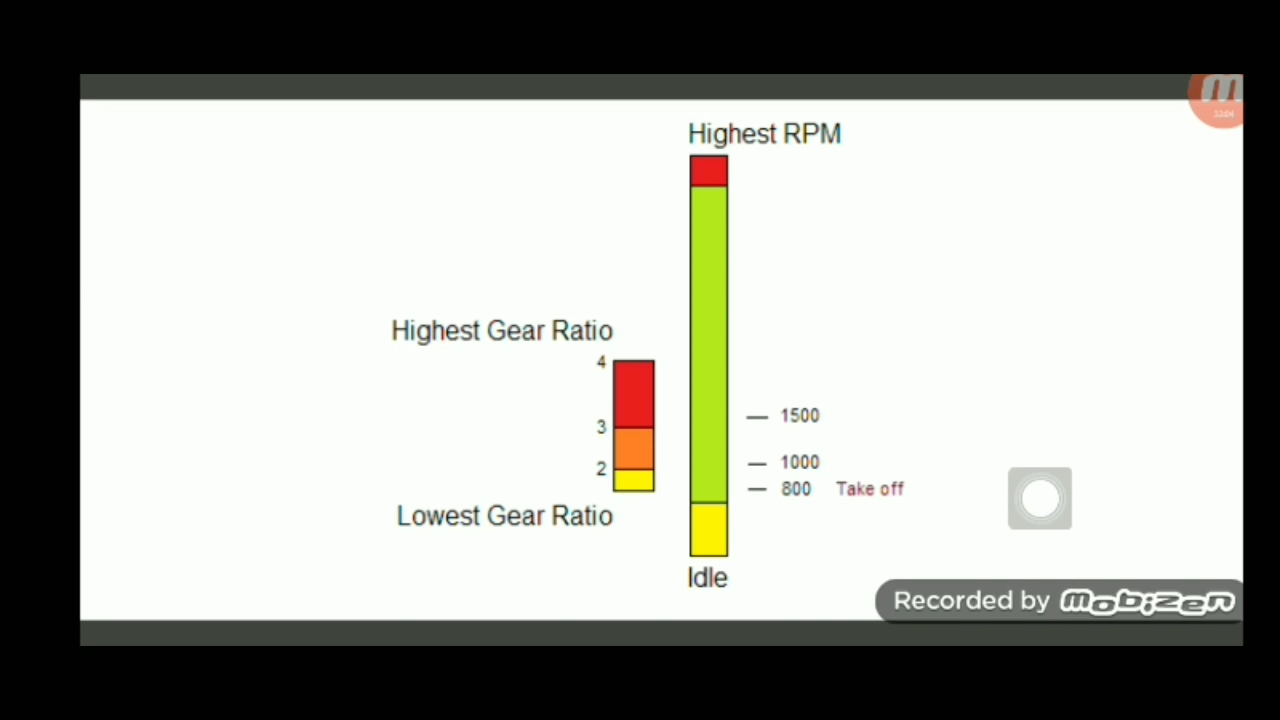 Highest RPM
Highest Gear Ratio
4
3
2
Lowest Gear Ratio
1500
1000
800 Take off
Idle
Recorded by mobizen